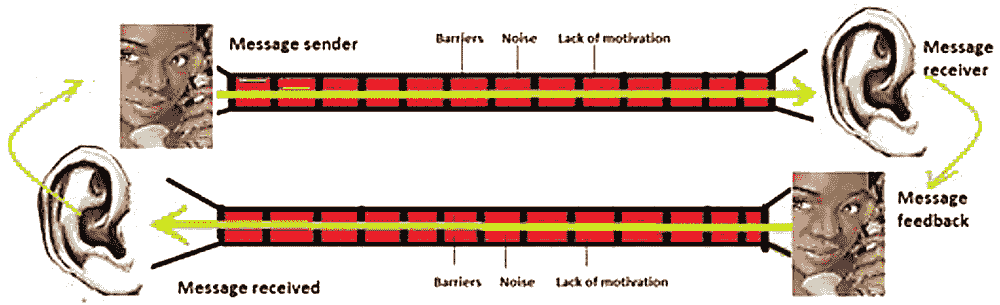 Message sender
Barriers Noise Lack of motivation
Message
receiver
Message
feedback
Message received
Barriers Noise Lack of motivation